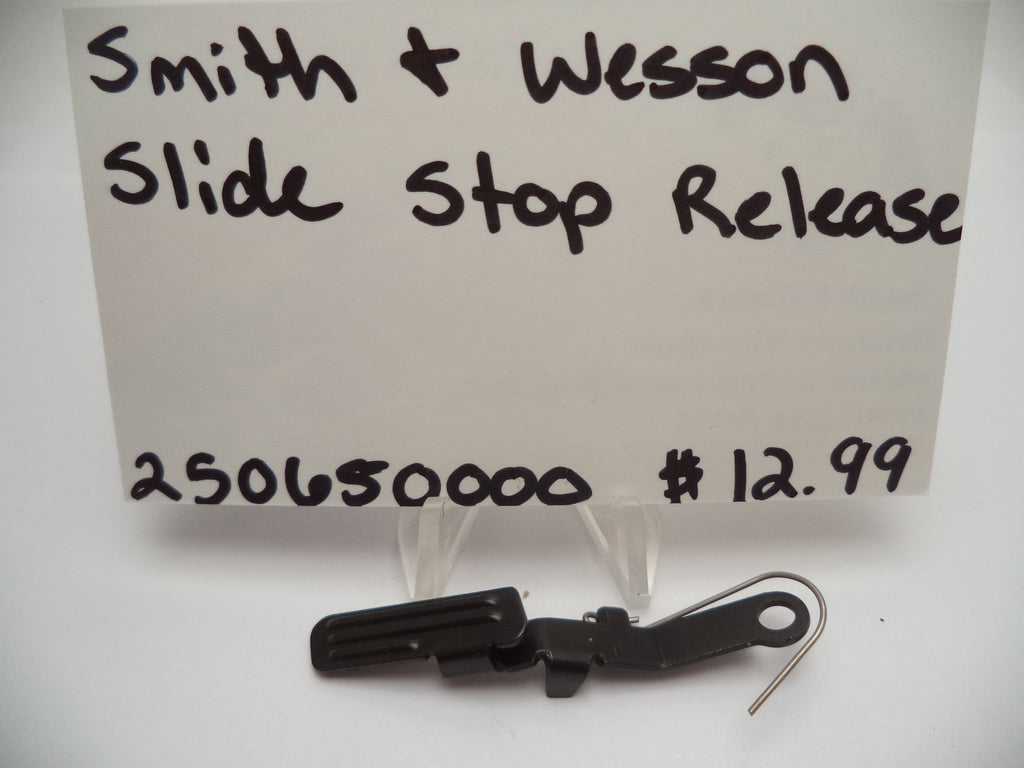 Smith + Wesson
Slide Stop Release
250650000 $12.99